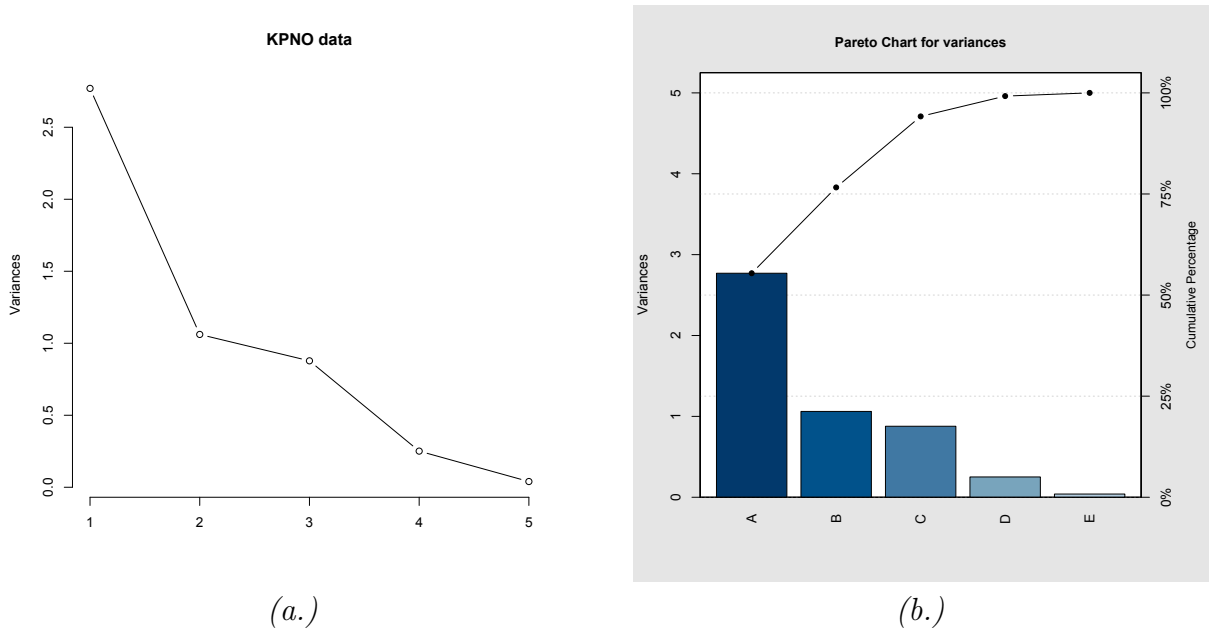 KPNO data
Variances
2.5
2.0
1.5
1.0
0.5
0.0
1 2 3 4 5
(a.)
Pareto Chart for variances
Variances
5
4
3
2
1
0
100%
75%
50%
25%
0%
Cumulative Percentage
A B C D E
(b.)